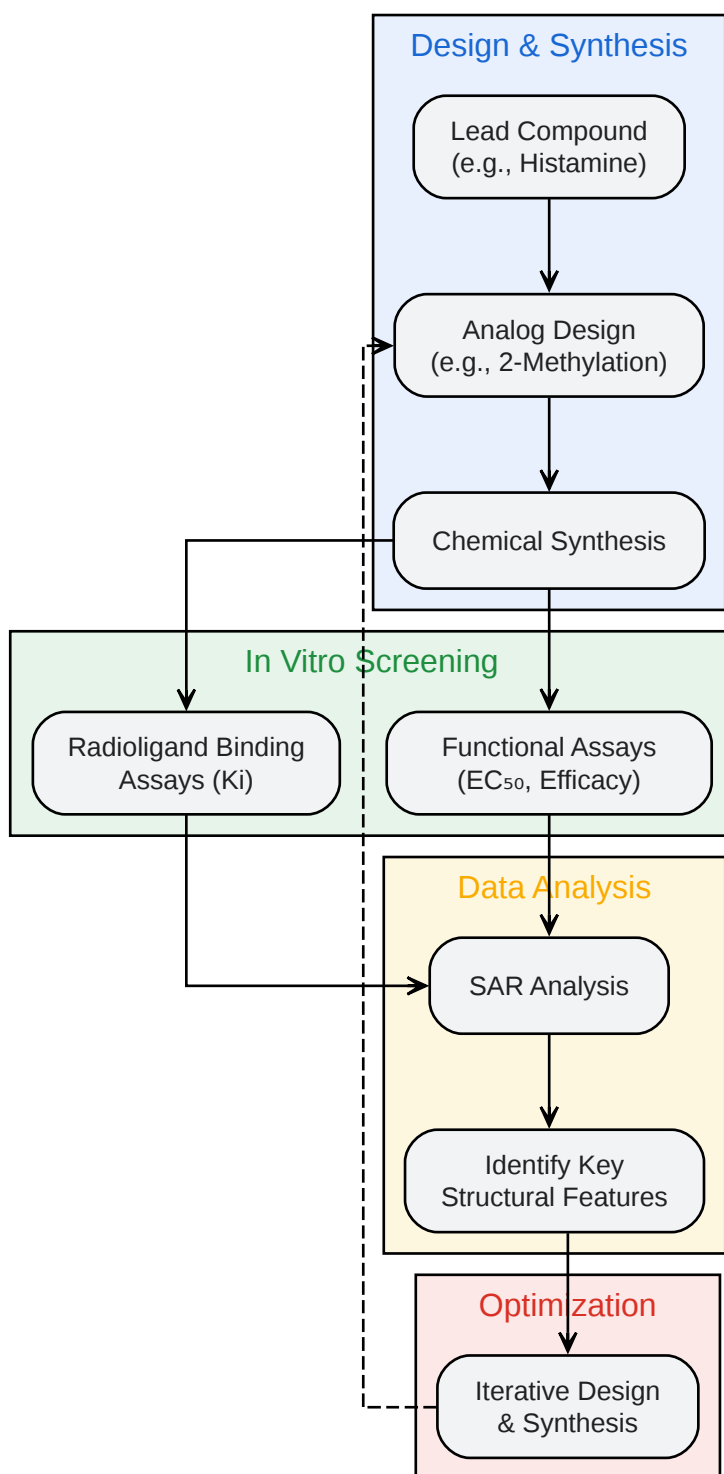 Design & Synthesis
Lead Compound
(e.g., Histamine)
Analog Design
(e.g., 2-Methylation)
Chemical Synthesis
In Vitro Screening
Radioligand Binding
Assays (Ki)
Functional Assays
(EC₅₀, Efficacy)
Data Analysis
SAR Analysis
Identify Key
Structural Features
Optimization
Iterative Design
& Synthesis